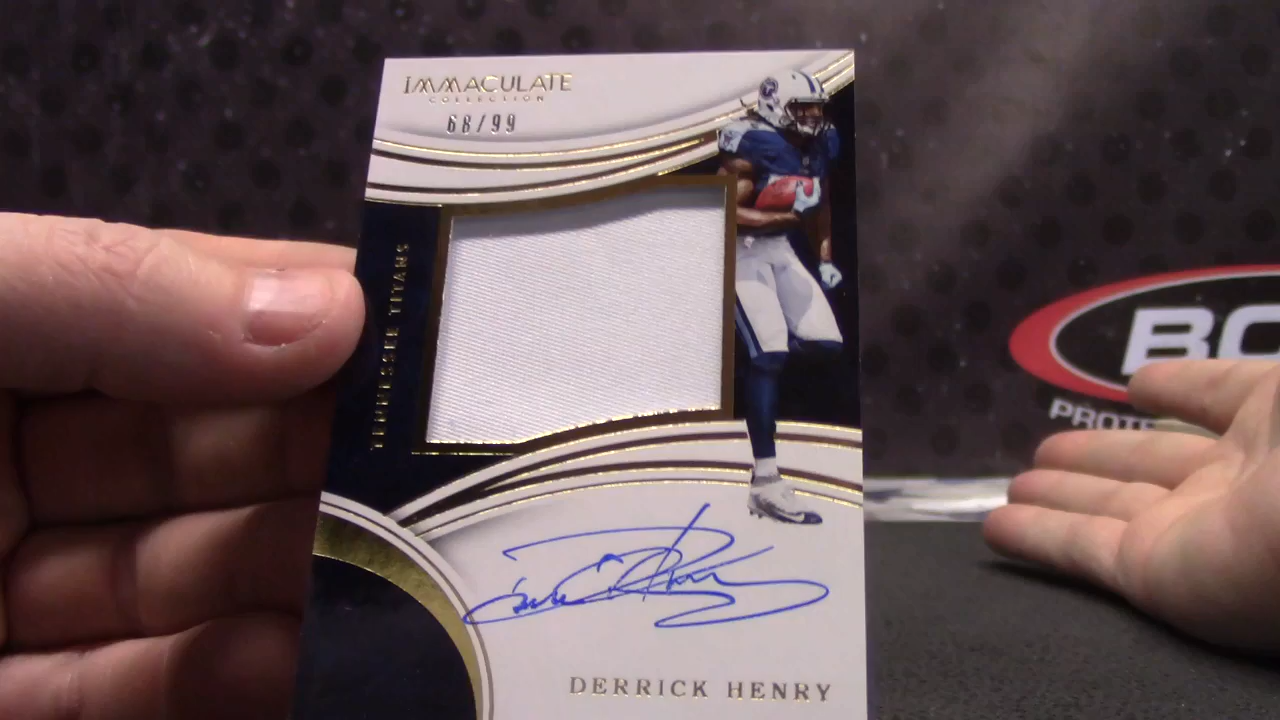 IMMACULATE
COLLECTION
68/99
TENNESSEE TITANS
DERRICK HENRY
BC
PROTE